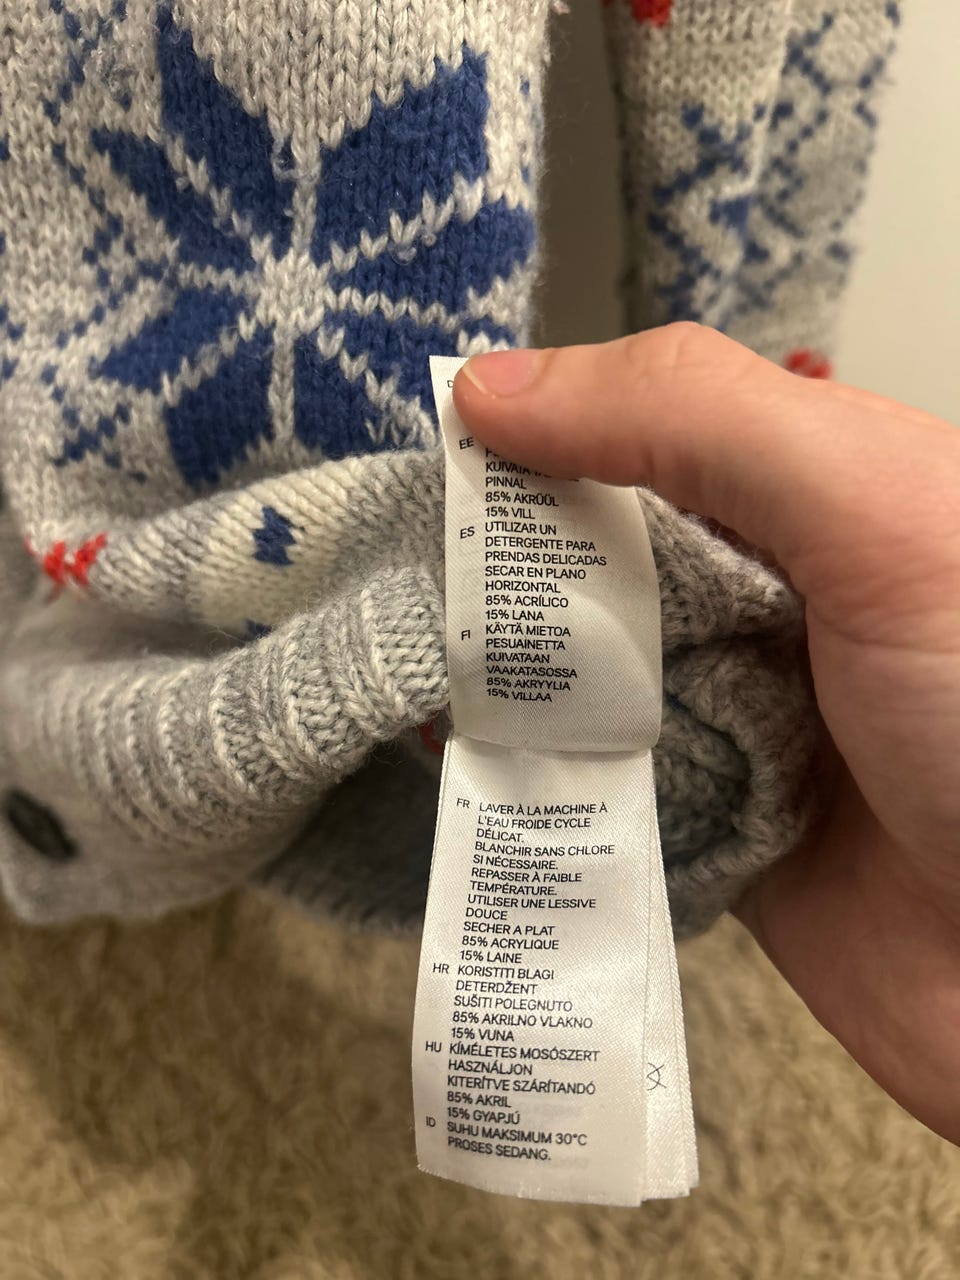 EE
KUIVATA
PINNAL
85% AKRÜÜL
15% VILL
ES UTILIZAR UN
DETERGENTE PARA
PRENDAS DELICADAS
SECAR EN PLANO
HORIZONTAL
85% ACRÍLICO
15% LANA
FI KÄYTÄ MIETOA
PESUAINETTA
KUIVATAAN
VAAKATASOSSA
85% AKRYYLIA
15% VILLAA
FR LAVER À LA MACHINE À
L'EAU FROIDE CYCLE
DÉLICAT.
BLANCHIR SANS CHLORE
SI NÉCESSAIRE.
REPASSER À FAIBLE
TEMPÉRATURE.
UTILISER UNE LESSIVE
DOUCE
SECHER A PLAT
85% ACRYLIQUE
15% LAINE
HR KORISTITI BLAGI
DETERDŽENT
SUŠITI POLEGNUTO
85% AKRILNO VLAKNO
15% VUNA
HU KÍMÉLETES MOSÓSZERT
HASZNÁLJON
KITERÍTVE SZÁRÍTANDÓ
85% AKRIL
15% GYAPJÚ
ID SUHU MAKSIMUM 30°C
PROSES SEDANG.